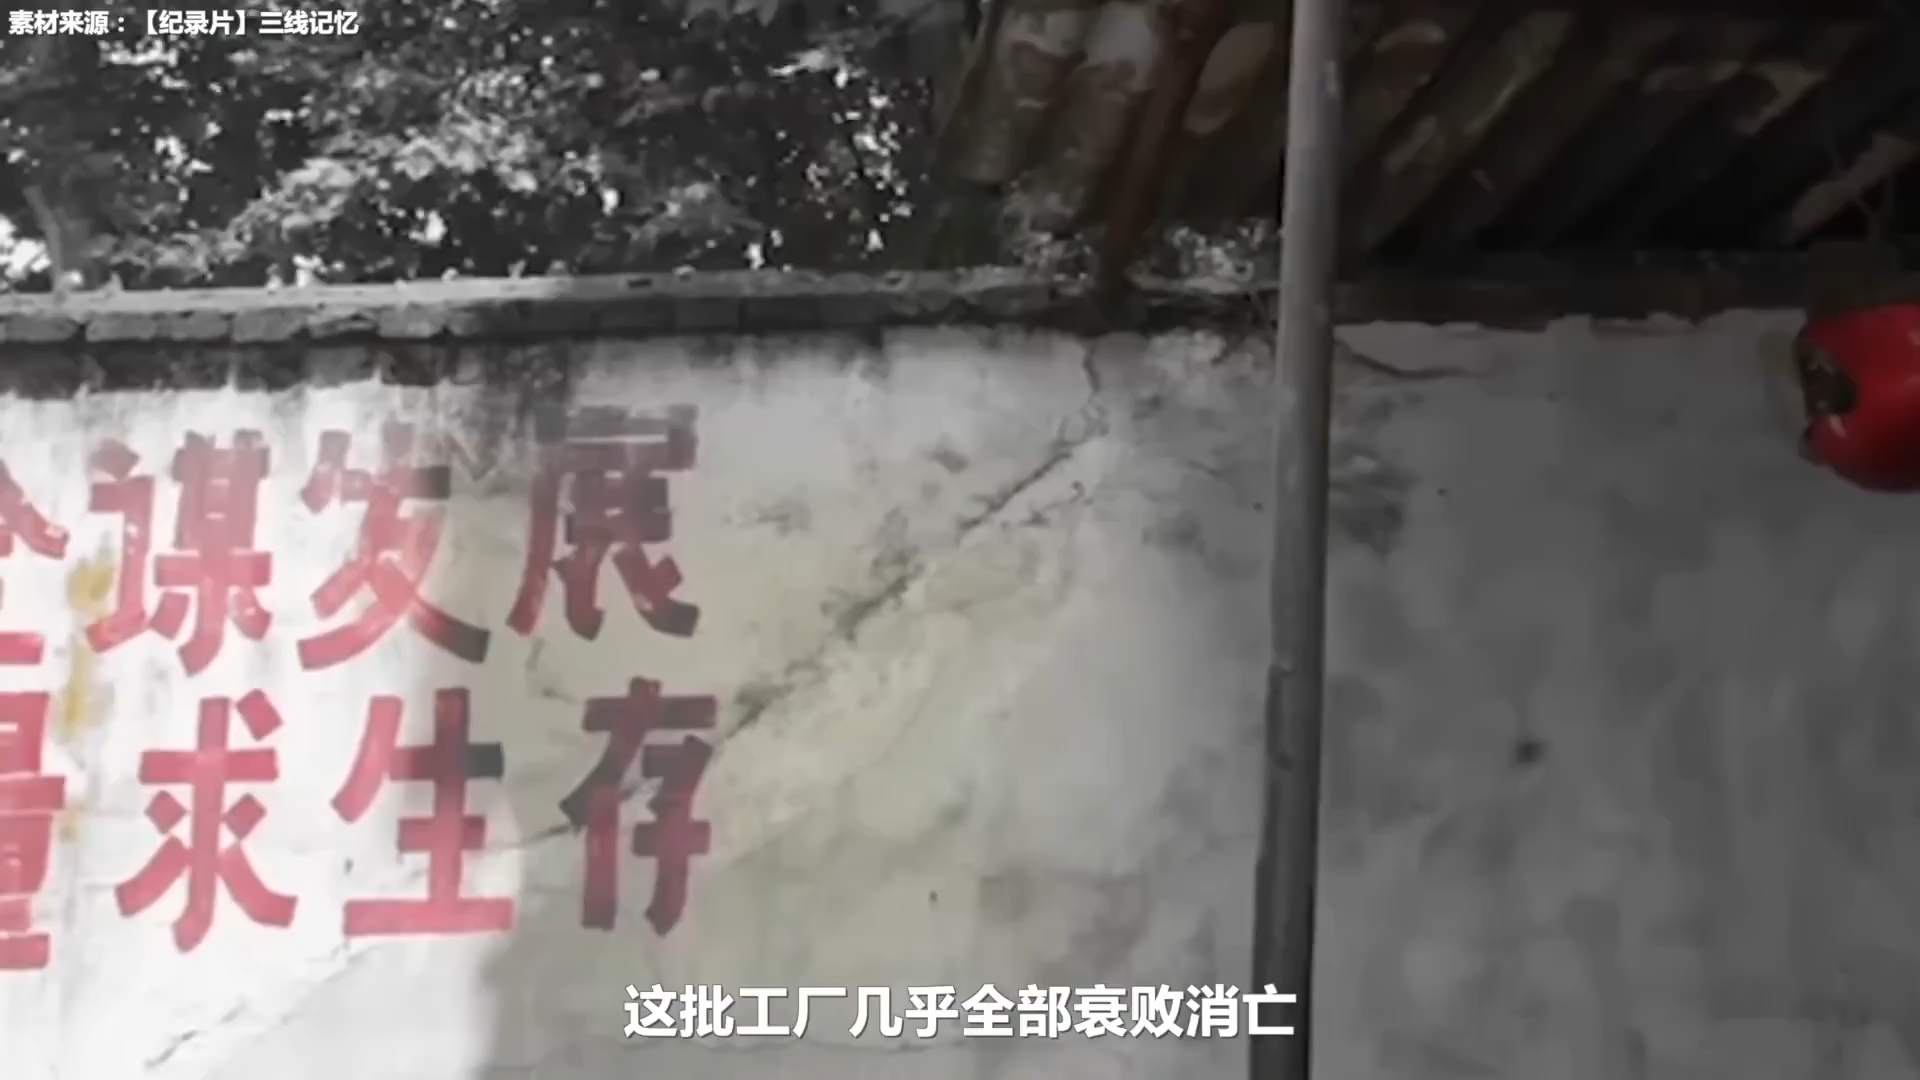 素材来源：【纪录片】三线记忆
谋发展
求生存
这批工厂几乎全部衰败消亡